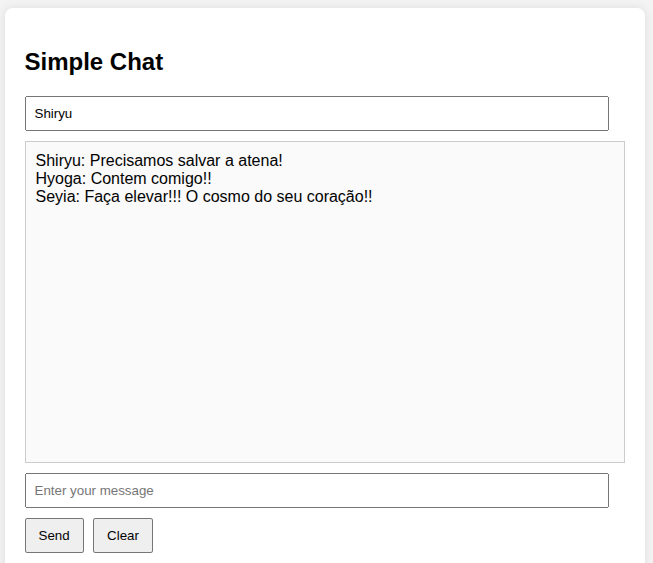 Simple Chat
Shiryu
Shiryu: Precisamos salvar a atena!
Hyoga: Contem comigo!!
Seyia: Faça elevar!!! O cosmo do seu coração!!
Enter your message
Send Clear